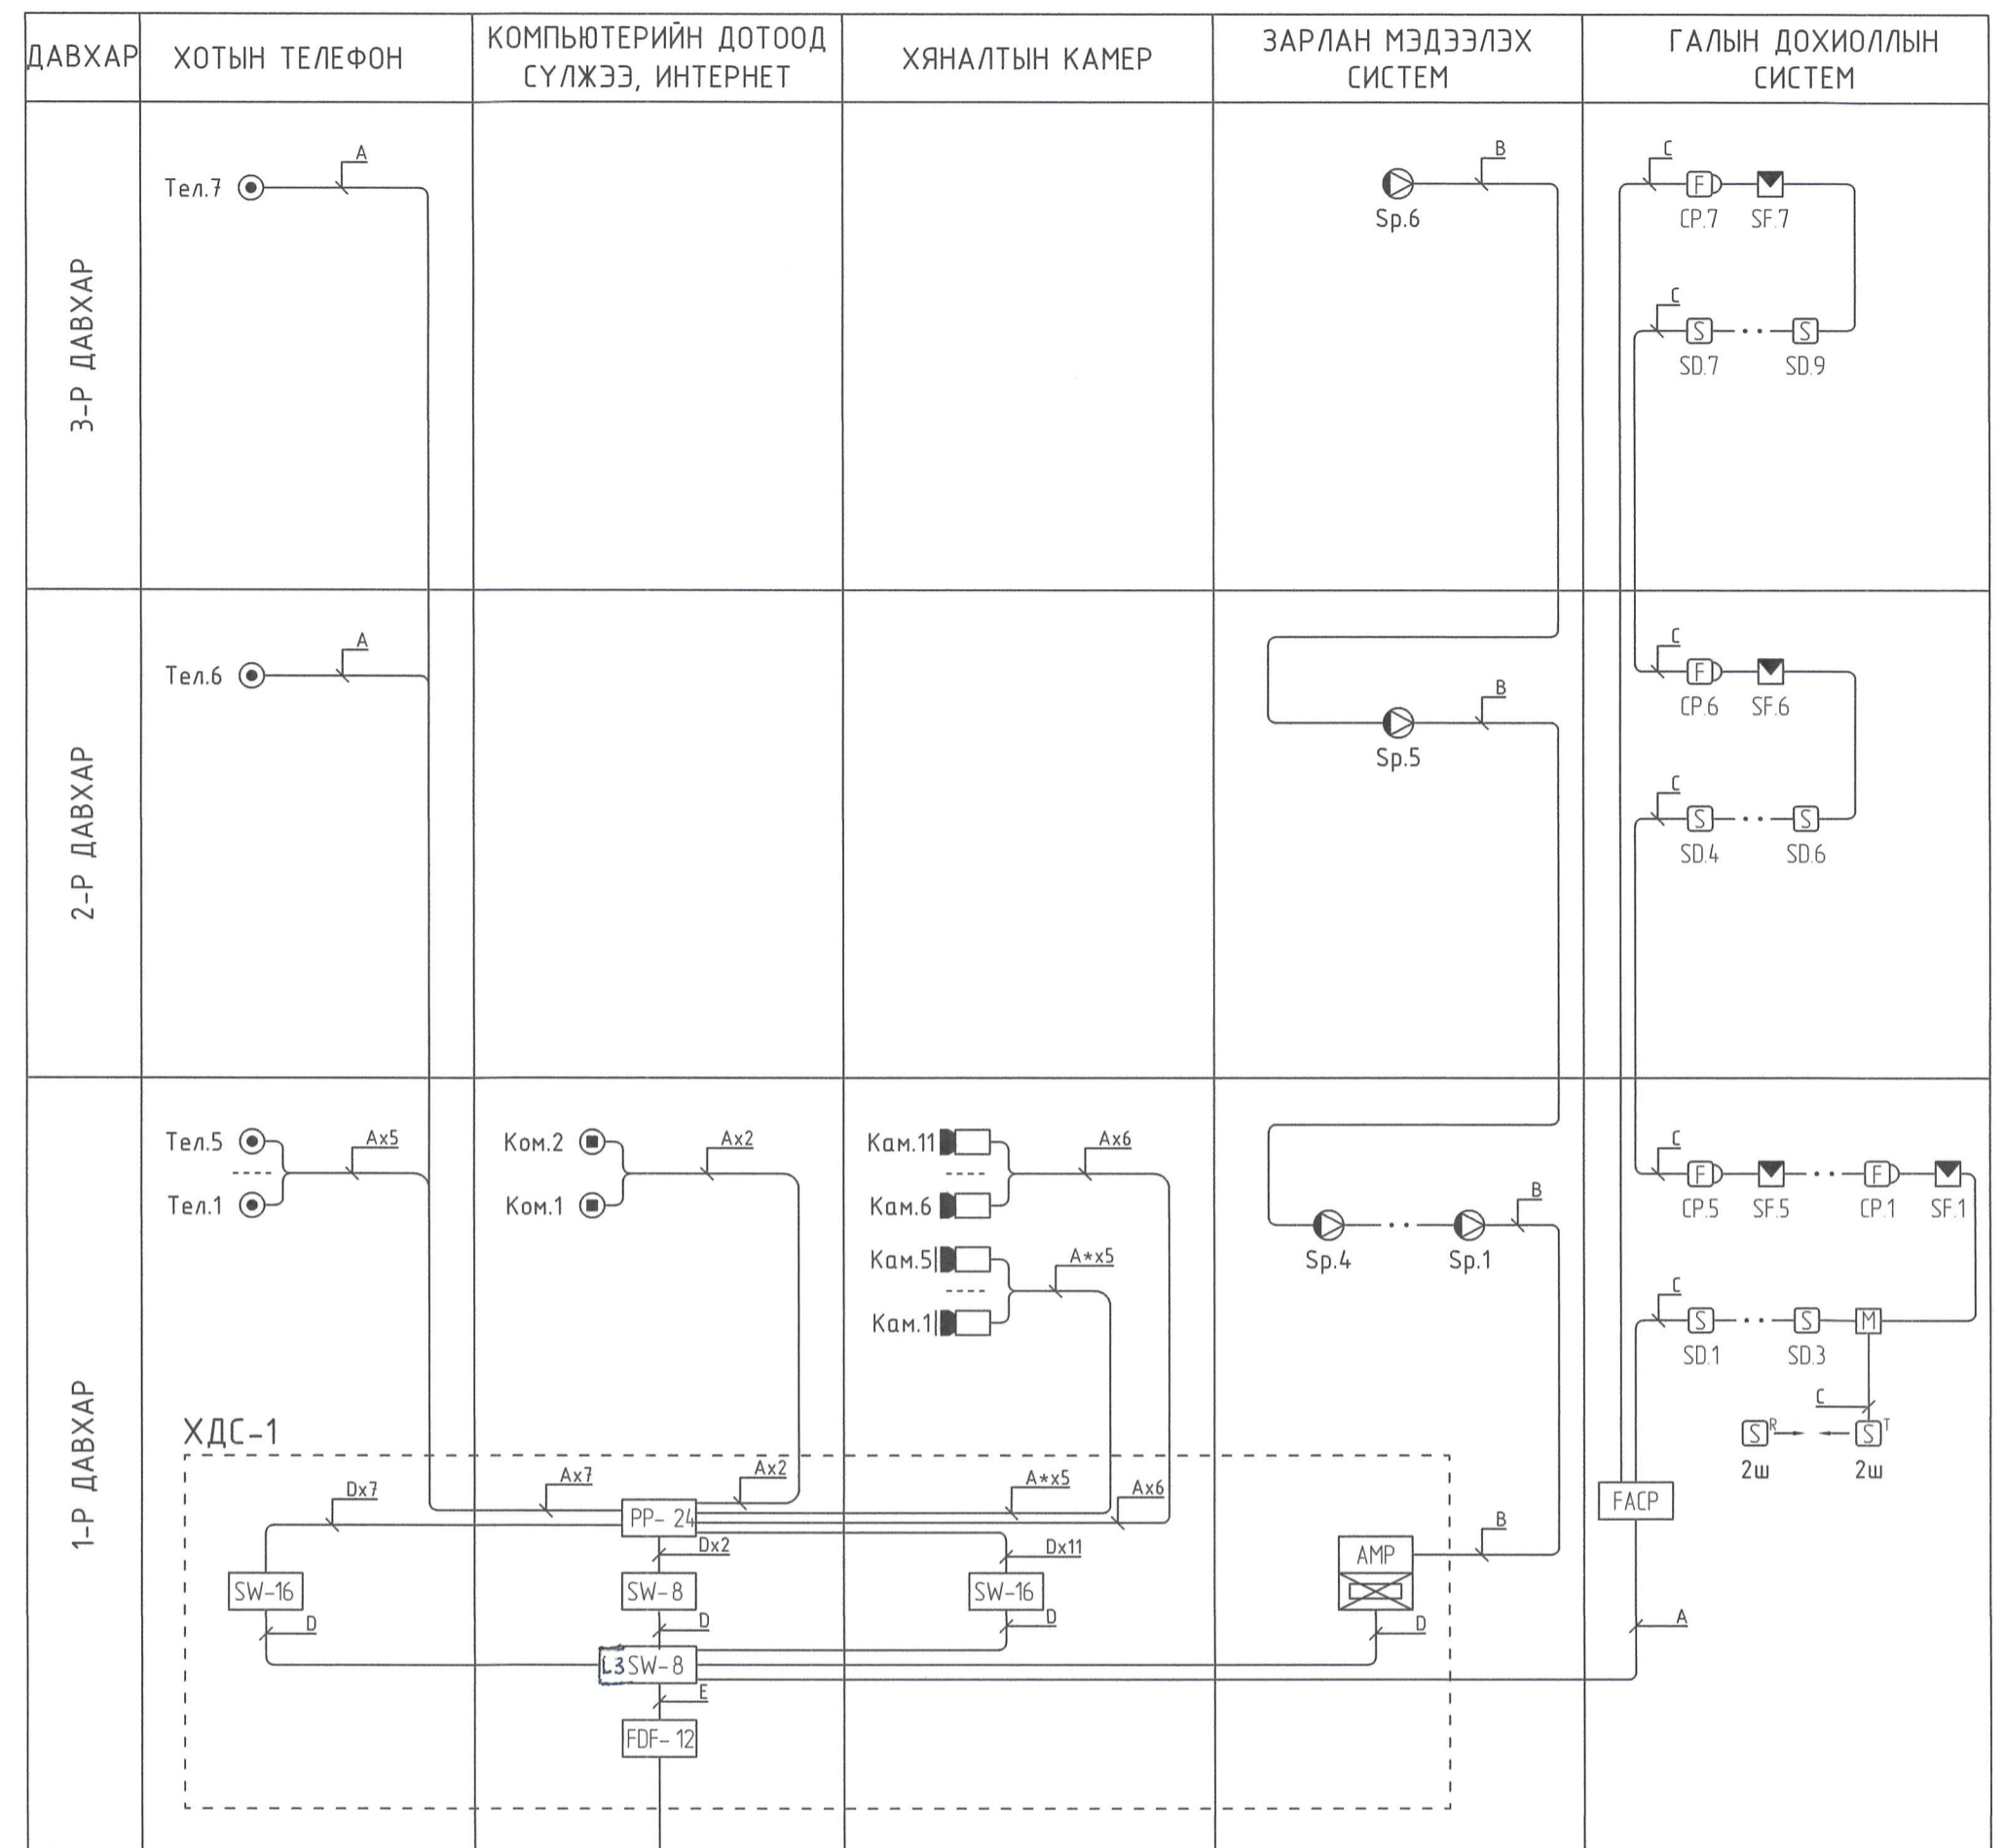 ДАВХАР
ХОТЫН ТЕЛЕФОН
КОМПЬЮТЕРИЙН ДОТООД
СҮЛЖЭЭ, ИНТЕРНЕТ
ХЯНАЛТЫН КАМЕР
ЗАРЛАН МЭДЭЭЛЭХ
СИСТЕМ
ГАЛЫН ДОХИОЛЛЫН
СИСТЕМ
3-Р ДАВХАР
Тел.7
A
B
Sp.6
C
F
CP.7
SF.7
C
S
S
SD.7
SD.9
2-Р ДАВХАР
Тел.6
A
B
Sp.5
C
F
CP.6
SF.6
C
S
S
SD.4
SD.6
1-Р ДАВХАР
Тел.5
Тел.1
Ax5
Ком.2
Ком.1
Ax2
Кам.11
Кам.6
Ax6
Кам.5
Кам.1
A*x5
B
Sp.4
Sp.1
C
F
F
CP.5
SF.5
CP.1
SF.1
C
S
S
M
SD.1
SD.3
C
S R
S T
2ш
2ш
ХДС-1
Dx7
Ax7
Ax2
A*x5
Ax6
PP- 24
Dx2
Dx11
B
FACP
AMP
SW-16
SW-8
SW-16
D
D
D
D
A
L3 SW-8
E
FDF- 12